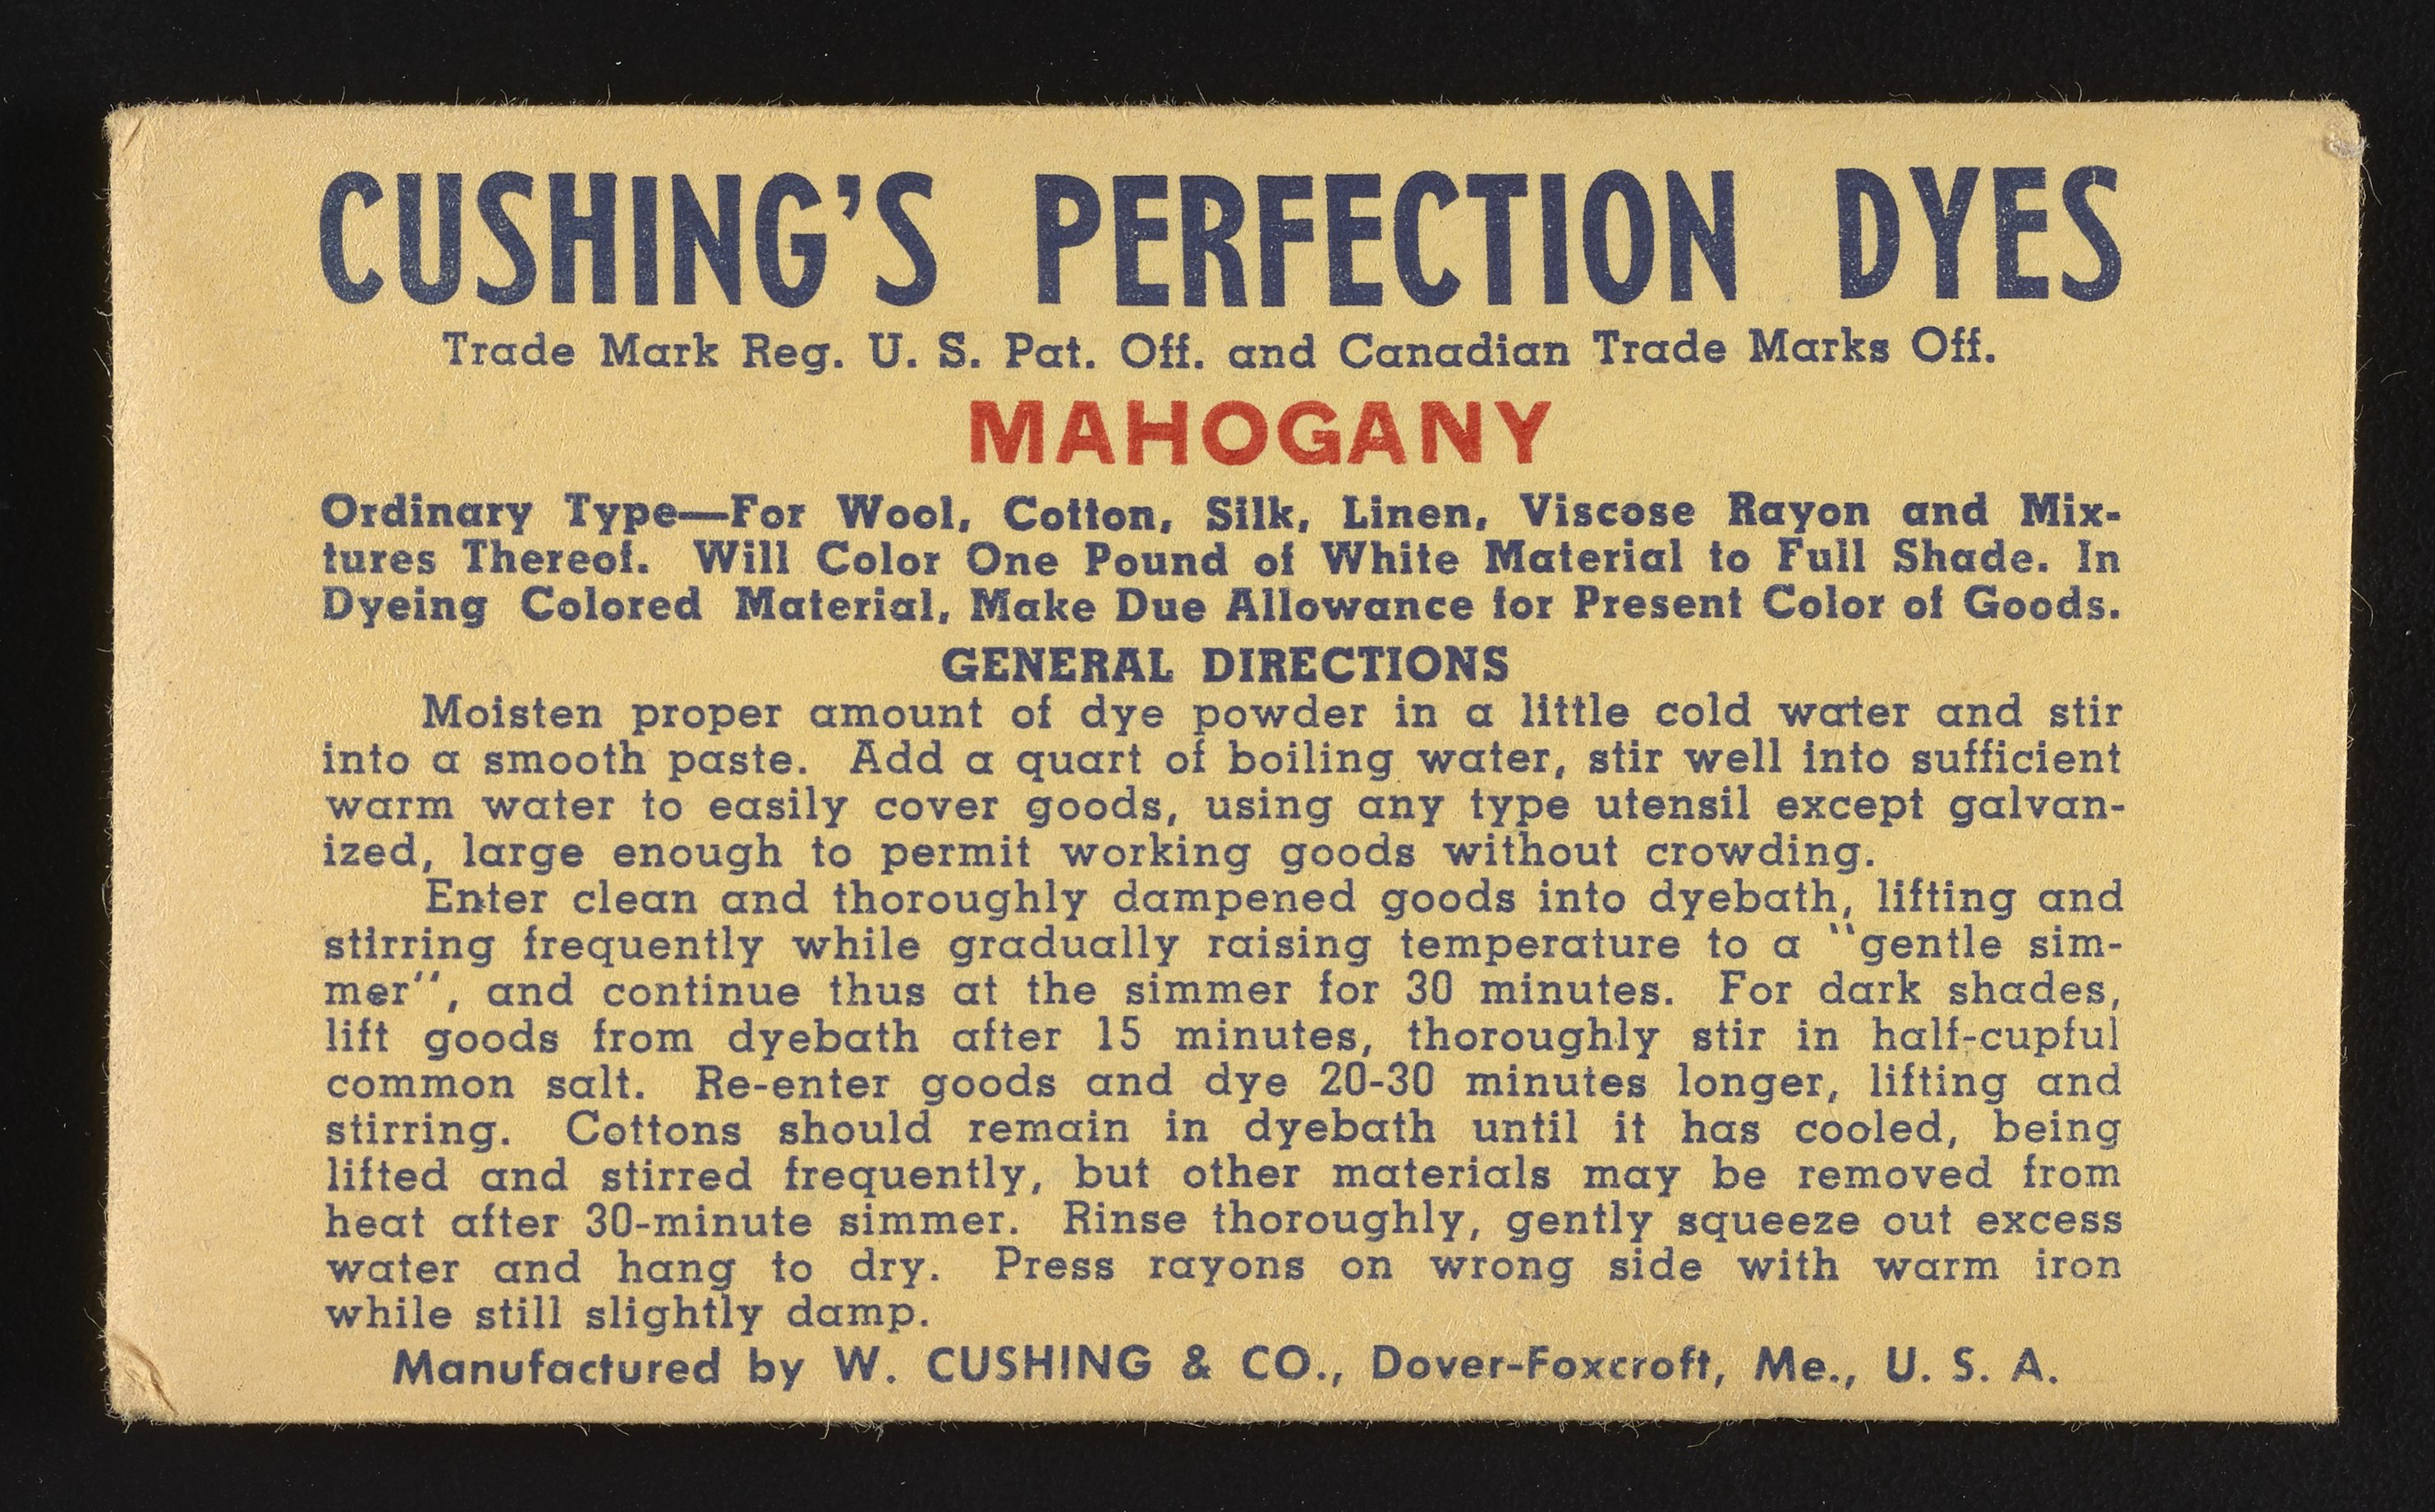 CUSHING'S PERFECTION DYES
Trade Mark Reg. U. S. Pat. Off. and Canadian Trade Marks Off.
MAHOGANY
Ordinary Type—For Wool, Cotton, Silk, Linen, Viscose Rayon and Mix-
tures Thereof. Will Color One Pound of White Material to Full Shade. In
Dyeing Colored Material, Make Due Allowance for Present Color of Goods.
GENERAL DIRECTIONS
Moisten proper amount of dye powder in a little cold water and stir
into a smooth paste. Add a quart of boiling water, stir well into sufficient
warm water to easily cover goods, using any type utensil except galvan-
ized, large enough to permit working goods without crowding.
Enter clean and thoroughly dampened goods into dyebath, lifting and
stirring frequently while gradually raising temperature to a "gentle sim-
mer", and continue thus at the simmer for 30 minutes. For dark shades,
lift goods from dyebath after 15 minutes, thoroughly stir in half-cupful
common salt. Re-enter goods and dye 20-30 minutes longer, lifting and
stirring. Cottons should remain in dyebath until it has cooled, being
lifted and stirred frequently, but other materials may be removed from
heat after 30-minute simmer. Rinse thoroughly, gently squeeze out excess
water and hang to dry. Press rayons on wrong side with warm iron
while still slightly damp.
Manufactured by W. CUSHING & CO., Dover-Foxcroft, Me., U. S. A.